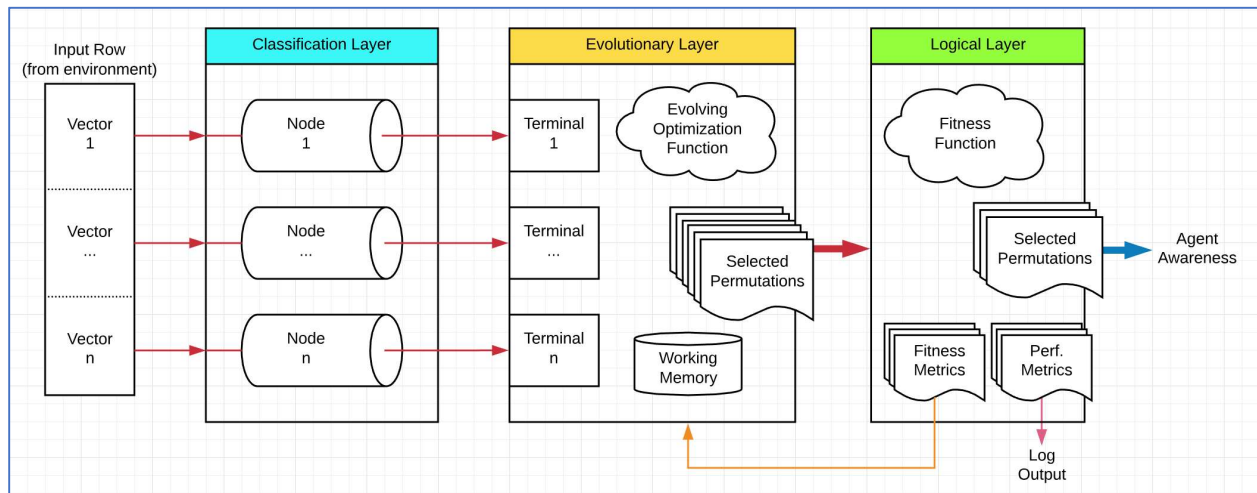 Input Row
(from environment)
Vector
1
Vector
...
Vector
n
Classification Layer
Node
1
Node
...
Node
n
Evolutionary Layer
Terminal
1
Terminal
...
Terminal
n
Evolving
Optimization
Function
Selected
Permutations
Working
Memory
Logical Layer
Fitness
Function
Selected
Permutations
Fitness
Metrics
Perf.
Metrics
Agent
Awareness
Log
Output